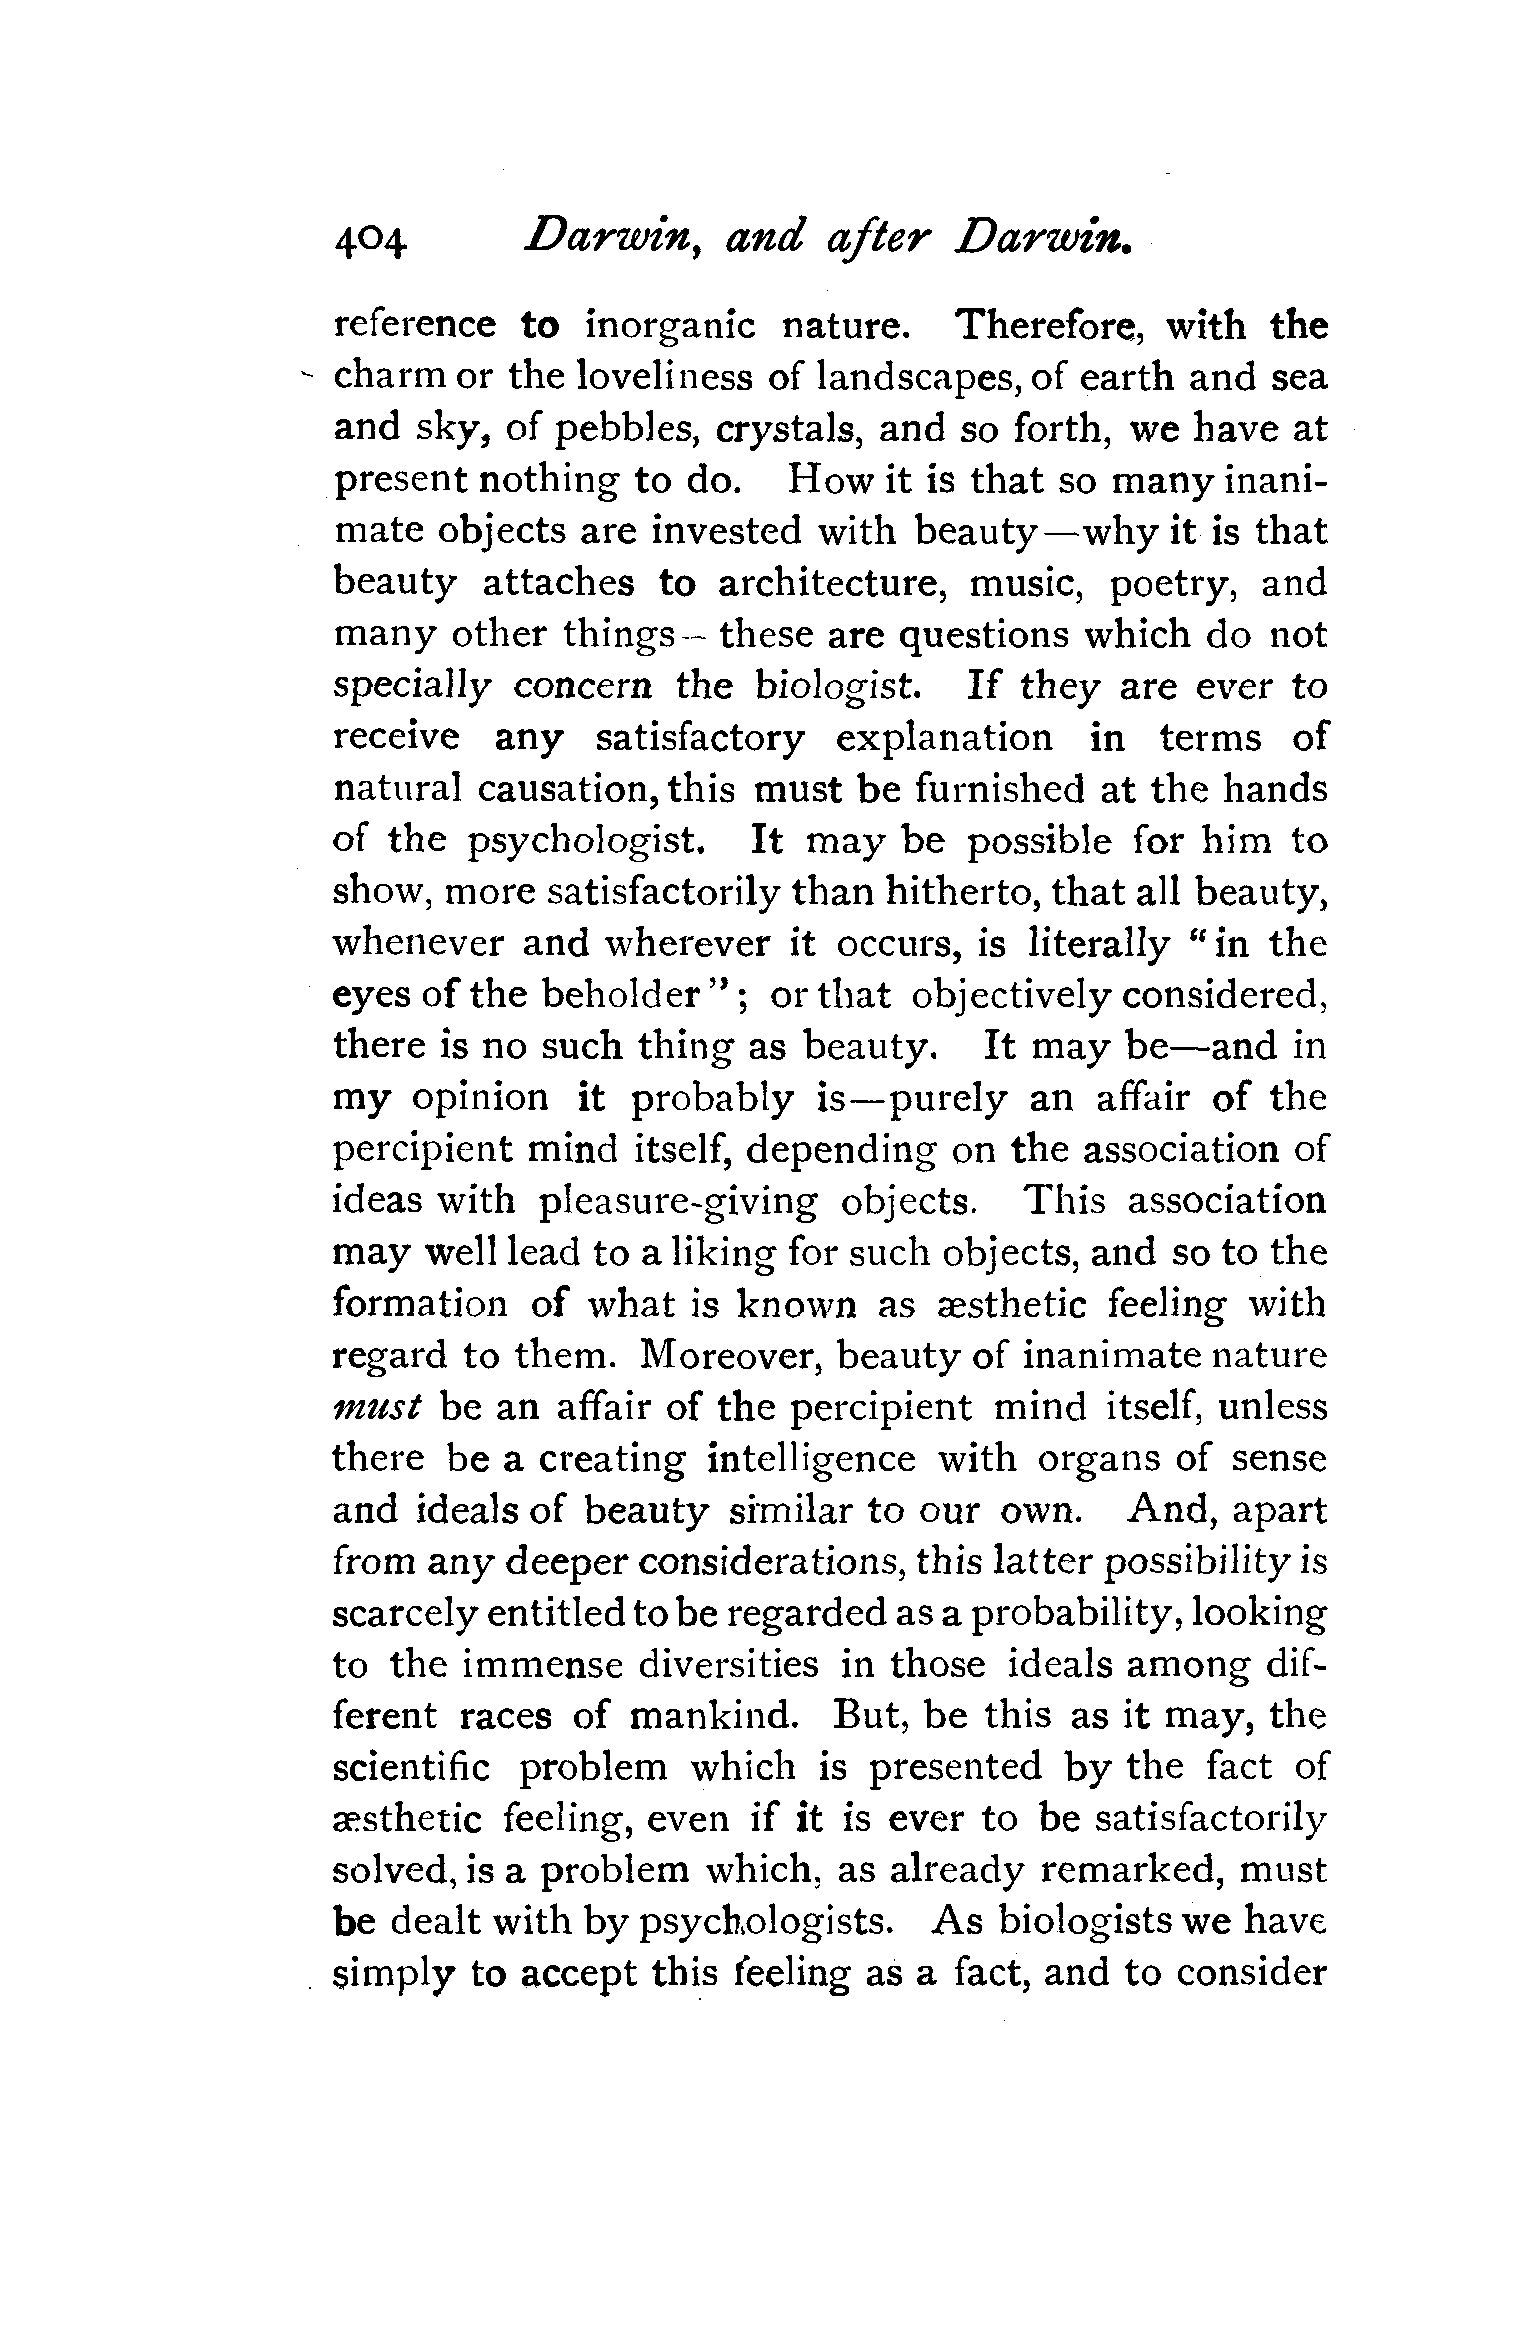 404 Darwin, and after Darwin.
reference to inorganic nature. Therefore, with the
charm or the loveliness of landscapes, of earth and sea
and sky, of pebbles, crystals, and so forth, we have at
present nothing to do. How it is that so many inani-
mate objects are invested with beauty—why it is that
beauty attaches to architecture, music, poetry, and
many other things—these are questions which do not
specially concern the biologist. If they are ever to
receive any satisfactory explanation in terms of
natural causation, this must be furnished at the hands
of the psychologist. It may be possible for him to
show, more satisfactorily than hitherto, that all beauty,
whenever and wherever it occurs, is literally "in the
eyes of the beholder"; or that objectively considered,
there is no such thing as beauty. It may be—and in
my opinion it probably is—purely an affair of the
percipient mind itself, depending on the association of
ideas with pleasure-giving objects. This association
may well lead to a liking for such objects, and so to the
formation of what is known as æsthetic feeling with
regard to them. Moreover, beauty of inanimate nature
must be an affair of the percipient mind itself, unless
there be a creating intelligence with organs of sense
and ideals of beauty similar to our own. And, apart
from any deeper considerations, this latter possibility is
scarcely entitled to be regarded as a probability, looking
to the immense diversities in those ideals among dif-
ferent races of mankind. But, be this as it may, the
scientific problem which is presented by the fact of
æsthetic feeling, even if it is ever to be satisfactorily
solved, is a problem which, as already remarked, must
be dealt with by psychologists. As biologists we have
simply to accept this feeling as a fact, and to consider